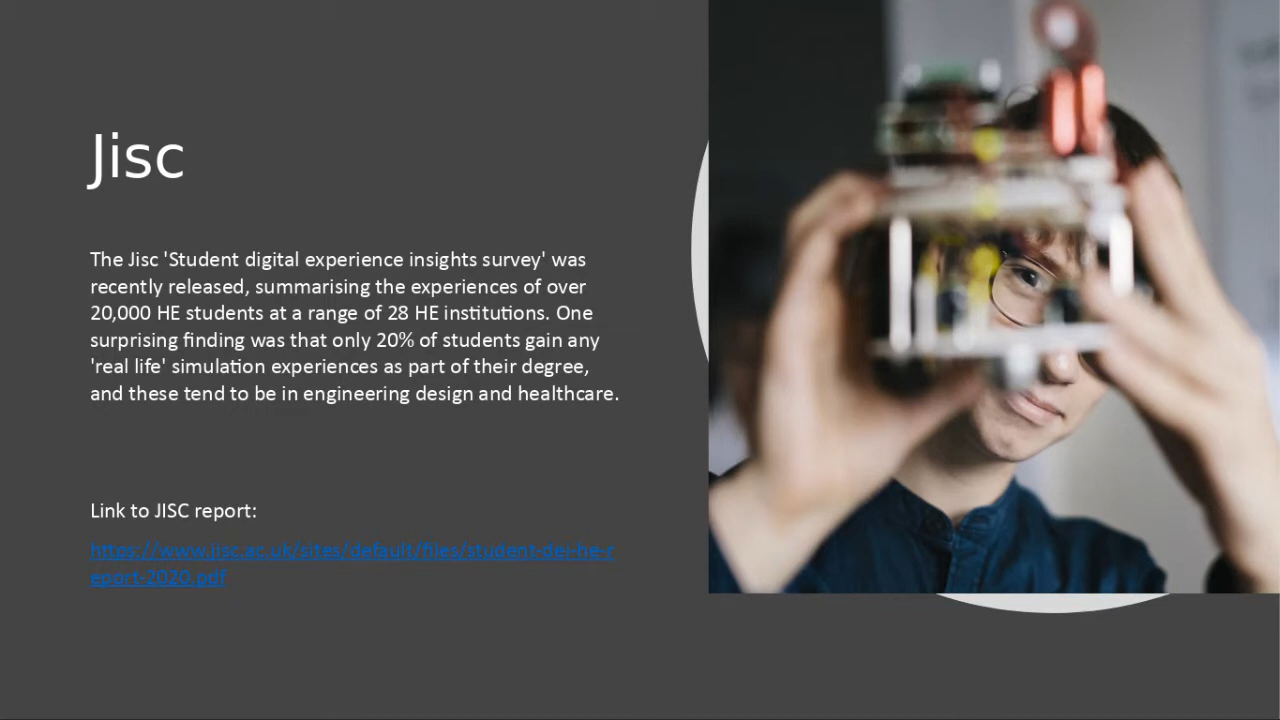 Jisc
The Jisc 'Student digital experience insights survey' was
recently released, summarising the experiences of over
20,000 HE students at a range of 28 HE institutions. One
surprising finding was that only 20% of students gain any
'real life' simulation experiences as part of their degree,
and these tend to be in engineering design and healthcare.
Link to JISC report:
https://www.jisc.ac.uk/sites/default/files/student-dei-he-r
eport-2020.pdf